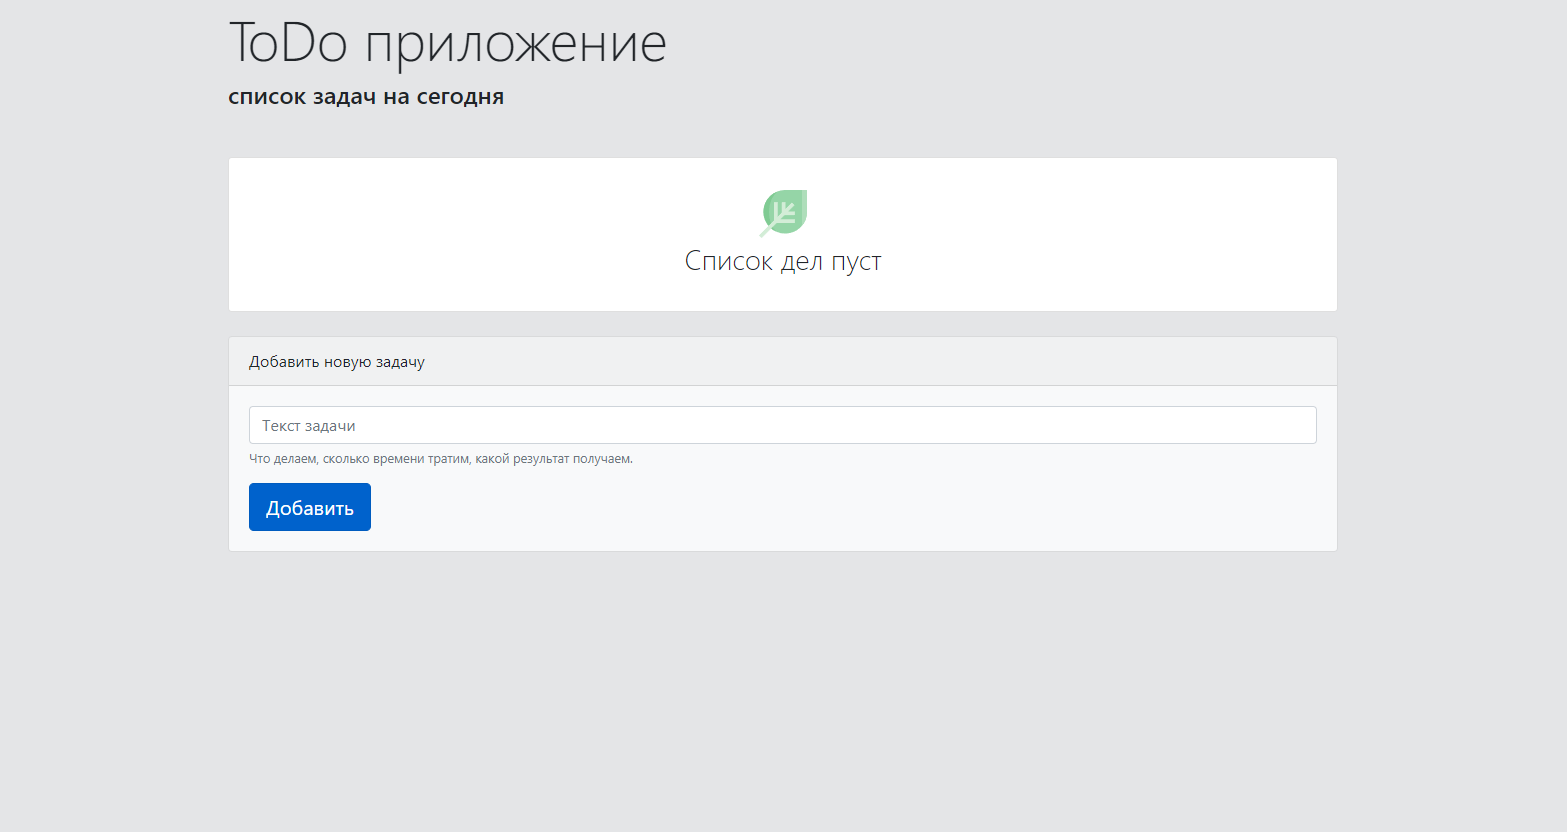 ToDo приложение
список задач на сегодня
Список дел пуст
Добавить новую задачу
Текст задачи
Что делаем, сколько времени тратим, какой результат получаем.
Добавить